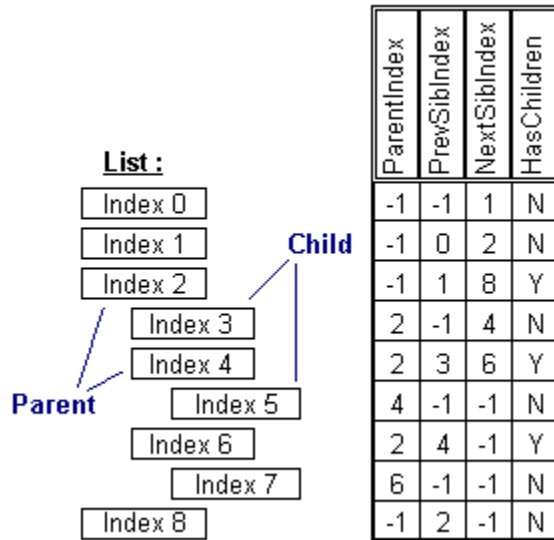 ParentIndex PrevSibIndex NextSibIndex HasChildren
List :
Index 0 -1 -1 1 N
Index 1 Child -1 0 2 N
Index 2 -1 1 8 Y
Index 3 2 -1 4 N
Index 4 2 3 6 Y
Parent Index 5 4 -1 -1 N
Index 6 2 4 -1 Y
Index 7 6 -1 -1 N
Index 8 -1 2 -1 N